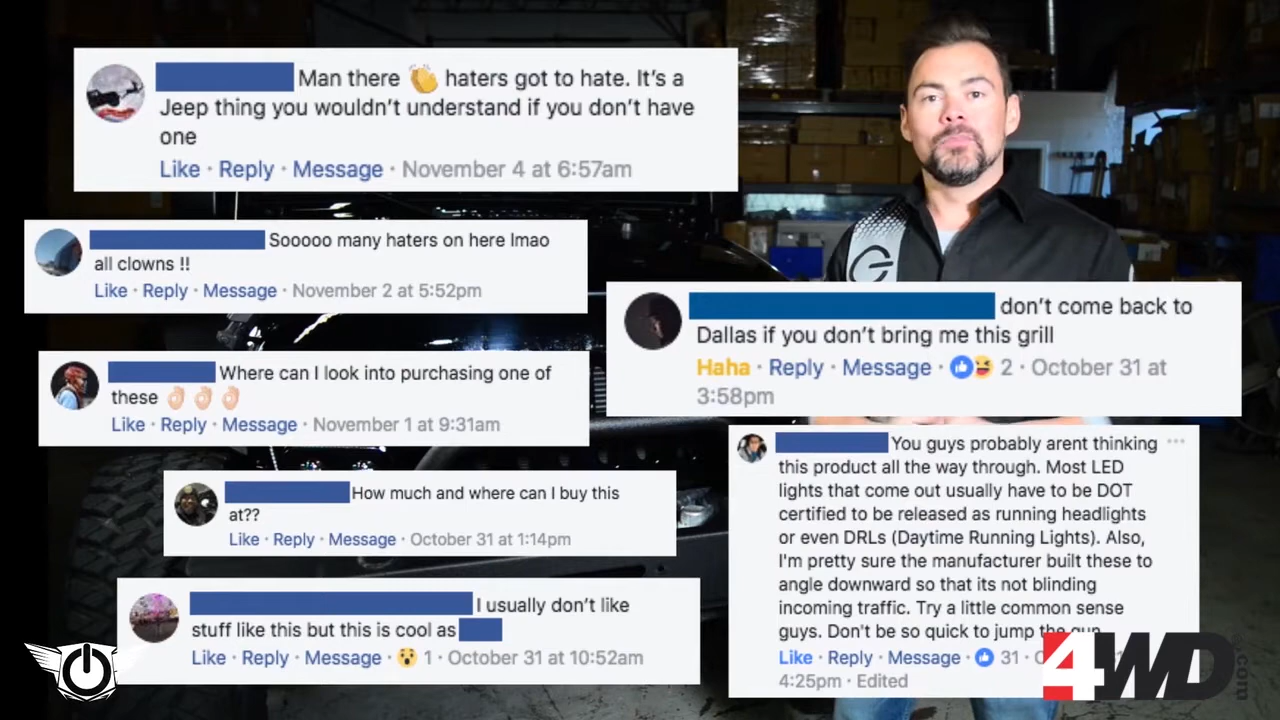 Man there 👏 haters got to hate. It's a
Jeep thing you wouldn't understand if you don't have
one
Like · Reply · Message · November 4 at 6:57am
Sooooo many haters on here lmao
all clowns !!
Like · Reply · Message · November 2 at 5:52pm
don't come back to
Dallas if you don't bring me this grill
Haha · Reply · Message · 2 · October 31 at
3:58pm
Where can I look into purchasing one of
these 👌🏻👌🏻👌🏻
Like · Reply · Message · November 1 at 9:31am
You guys probably arent thinking
this product all the way through. Most LED
lights that come out usually have to be DOT
certified to be released as running headlights
or even DRLs (Daytime Running Lights). Also,
I'm pretty sure the manufacturer built these to
angle downward so that its not blinding
incoming traffic. Try a little common sense
guys. Don't be so quick to jump the gun
Like · Reply · Message · 31 ·
4:25pm · Edited
How much and where can I buy this
at??
Like · Reply · Message · October 31 at 1:14pm
I usually don't like
stuff like this but this is cool as
Like · Reply · Message · 😮 1 · October 31 at 10:52am
4WD.com